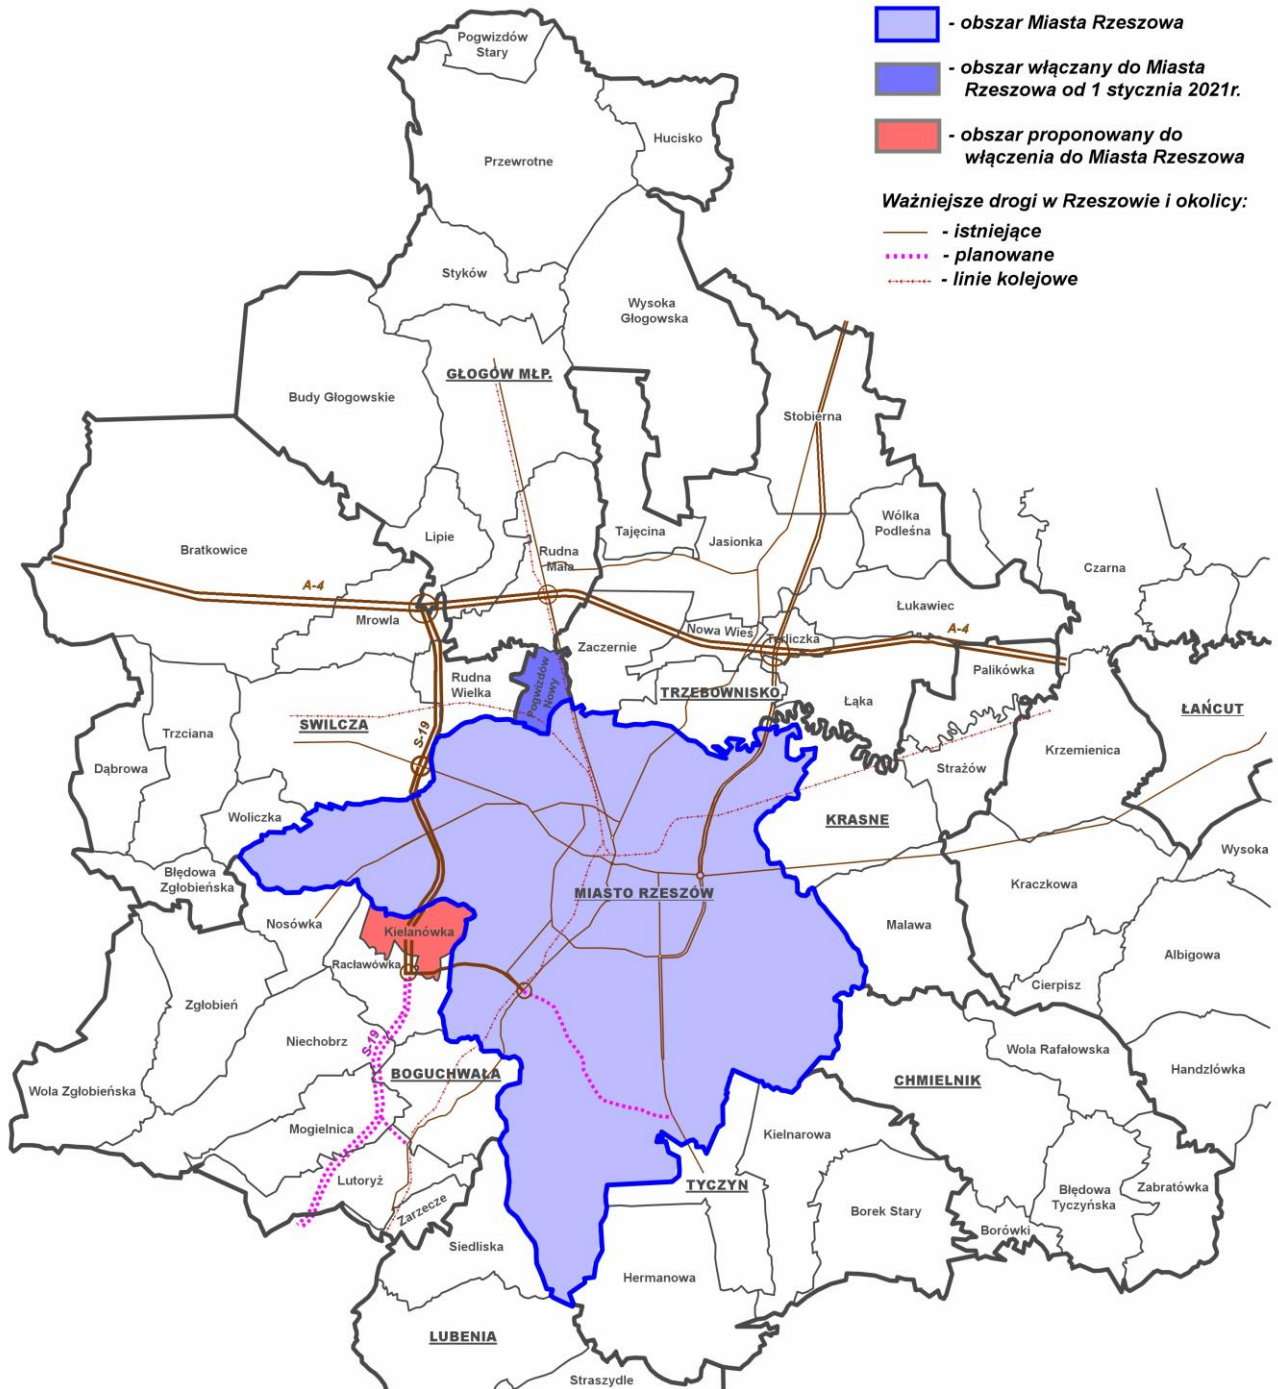 - obszar Miasta Rzeszowa
- obszar włączany do Miasta
Rzeszowa od 1 stycznia 2021r.
- obszar proponowany do
włączenia do Miasta Rzeszowa
Ważniejsze drogi w Rzeszowie i okolicy:
- istniejące
- planowane
- linie kolejowe
Pogwizdów
Stary
Hucisko
Przewrotne
Styków
Wysoka
Głogowska
GŁOGÓW MŁP.
Budy Głogowskie
Stobierna
Wólka
Podleśna
Tajęcina
Jasionka
Lipie
Bratkowice
Rudna
Mała
Czarna
A-4
Łukawiec
Mrowla
Nowa Wieś
Terliczka
A-4
Zaczernie
Palikówka
Rudna
Wielka
Pogwizdów
Nowy
TRZEBOWNISKO
Łąka
ŁAŃCUT
SWILCZA
S-19
Trzciana
Krzemienica
Dąbrowa
Strażów
Woliczka
KRASNE
Wysoka
Błędowa
Zgłobieńska
MIASTO RZESZÓW
Kraczkowa
Nosówka
Kielanówka
Malawa
Albigowa
Racławówka
Cierpisz
Zgłobień
Niechobrz
S-19
Wola Rafałowska
Handzlówka
BOGUCHWAŁA
CHMIELNIK
Wola Zgłobieńska
Mogielnica
Kielnarowa
Lutoryż
TYCZYN
Błędowa
Tyczyńska
Zabratówka
Zarzecze
Borek Stary
Borówki
Siedliska
Hermanowa
LUBENIA
Straszydle